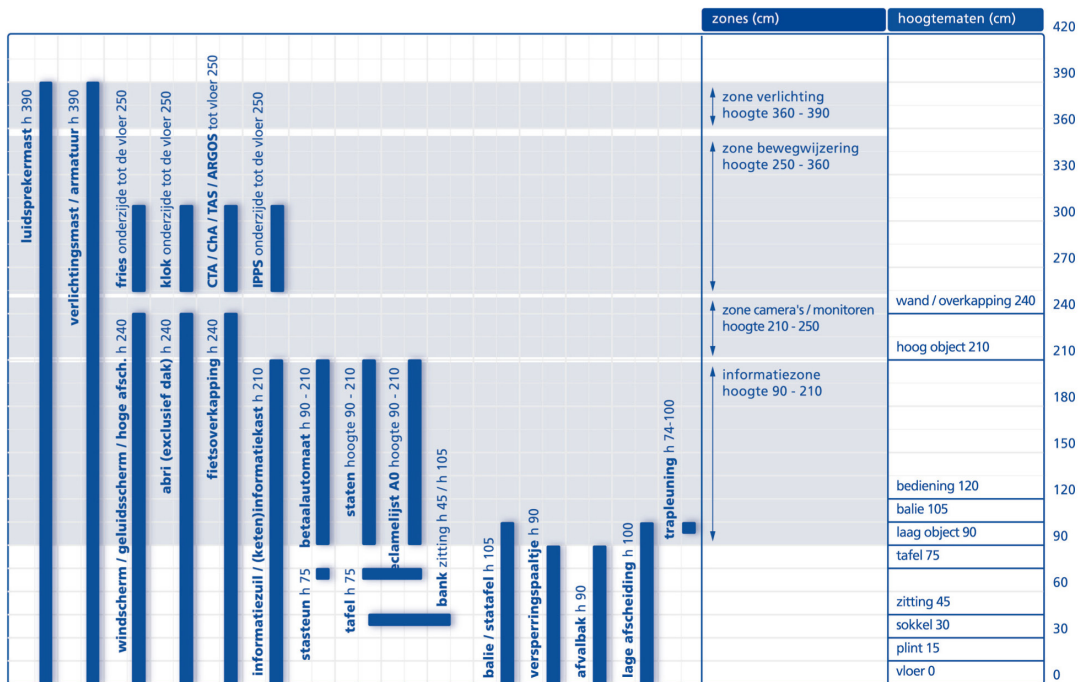 zones (cm)
hoogtematen (cm)
420
390
360
330
300
270
240
210
180
150
120
90
60
30
0
luidsprekermast h 390
verlichtingsmast / armatuur h 390
fries onderzijde tot de vloer 250
klok onderzijde tot de vloer 250
CTA / ChA / TAS / ARGOS tot vloer 250
IPPS onderzijde tot de vloer 250
windscherm / geluidsscherm / hoge afsch. h 240
abri (exclusief dak) h 240
fietsoverkapping h 240
informatiezuil / (keten)informatiekast h 210
betaalautomaat h 90 - 210
staten hoogte 90 - 210
eclamelijst A0 hoogte 90 - 210
stasteun h 75
tafel h 75
bank zitting h 45 / h 105
balie / statafel h 105
versperringspaaltje h 90
afvalbak h 90
lage afscheiding h 100
trapleuning h 74-100
zone verlichting
hoogte 360 - 390
zone bewegwijzering
hoogte 250 - 360
zone camera's / monitoren
hoogte 210 - 250
informatiezone
hoogte 90 - 210
wand / overkapping 240
hoog object 210
bediening 120
balie 105
laag object 90
tafel 75
zitting 45
sokkel 30
plint 15
vloer 0